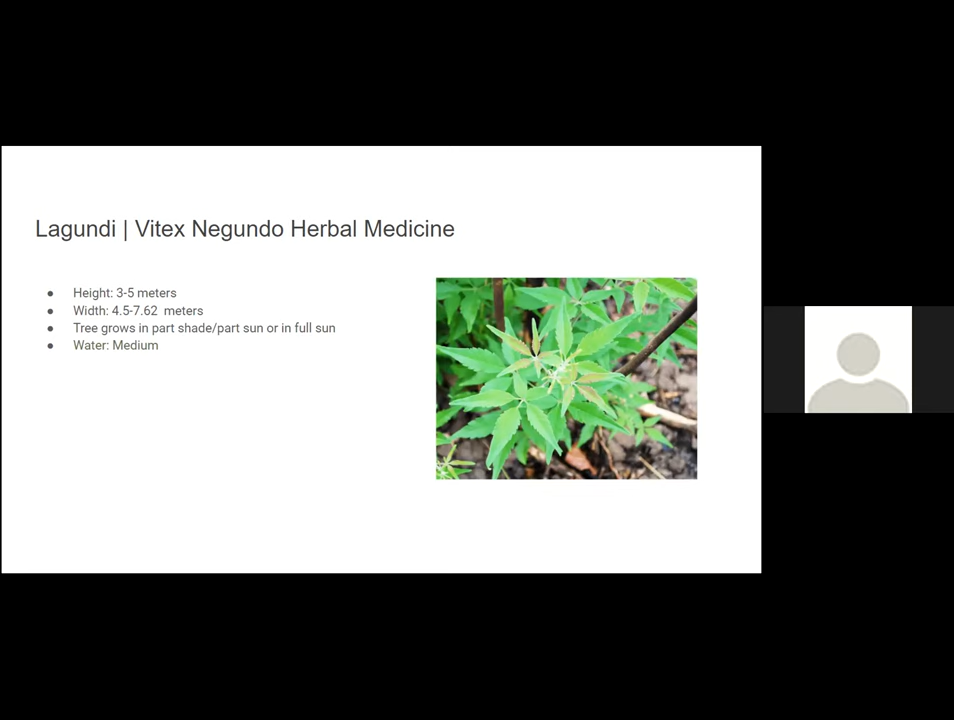 Lagundi | Vitex Negundo Herbal Medicine
● Height: 3-5 meters
● Width: 4.5-7.62  meters
● Tree grows in part shade/part sun or in full sun
● Water: Medium